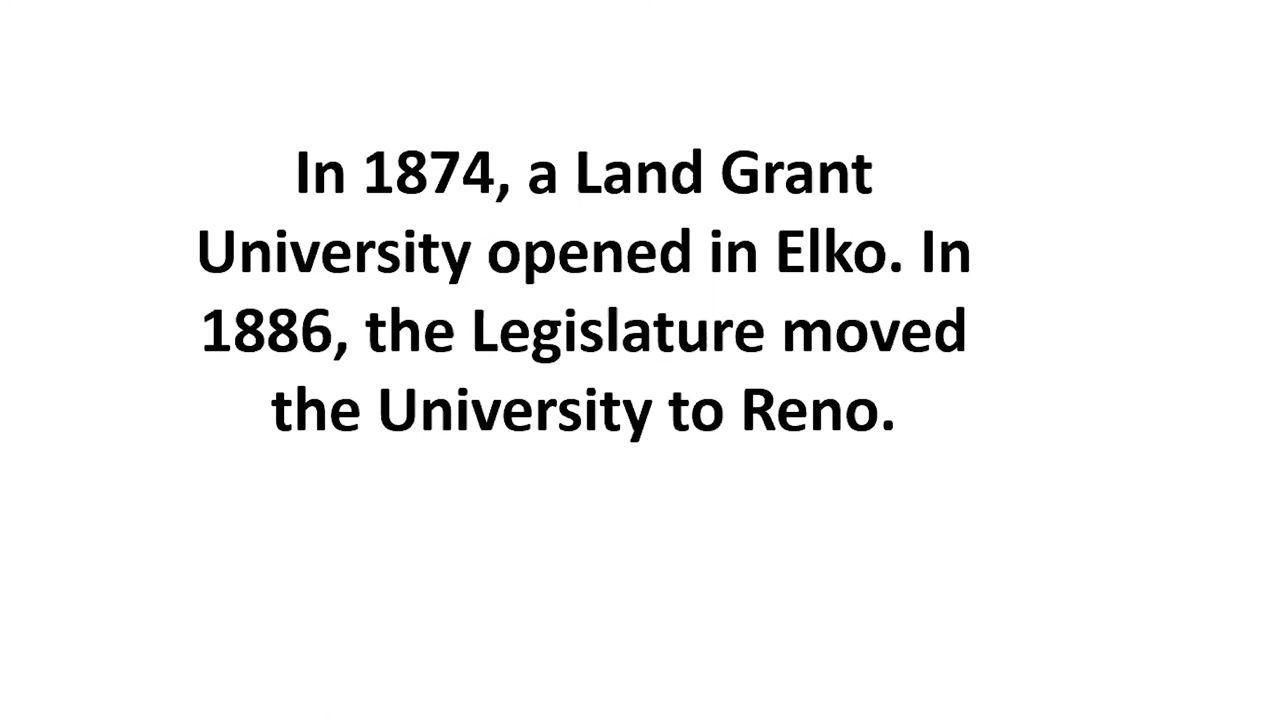 In 1874, a Land Grant
University opened in Elko. In
1886, the Legislature moved
the University to Reno.